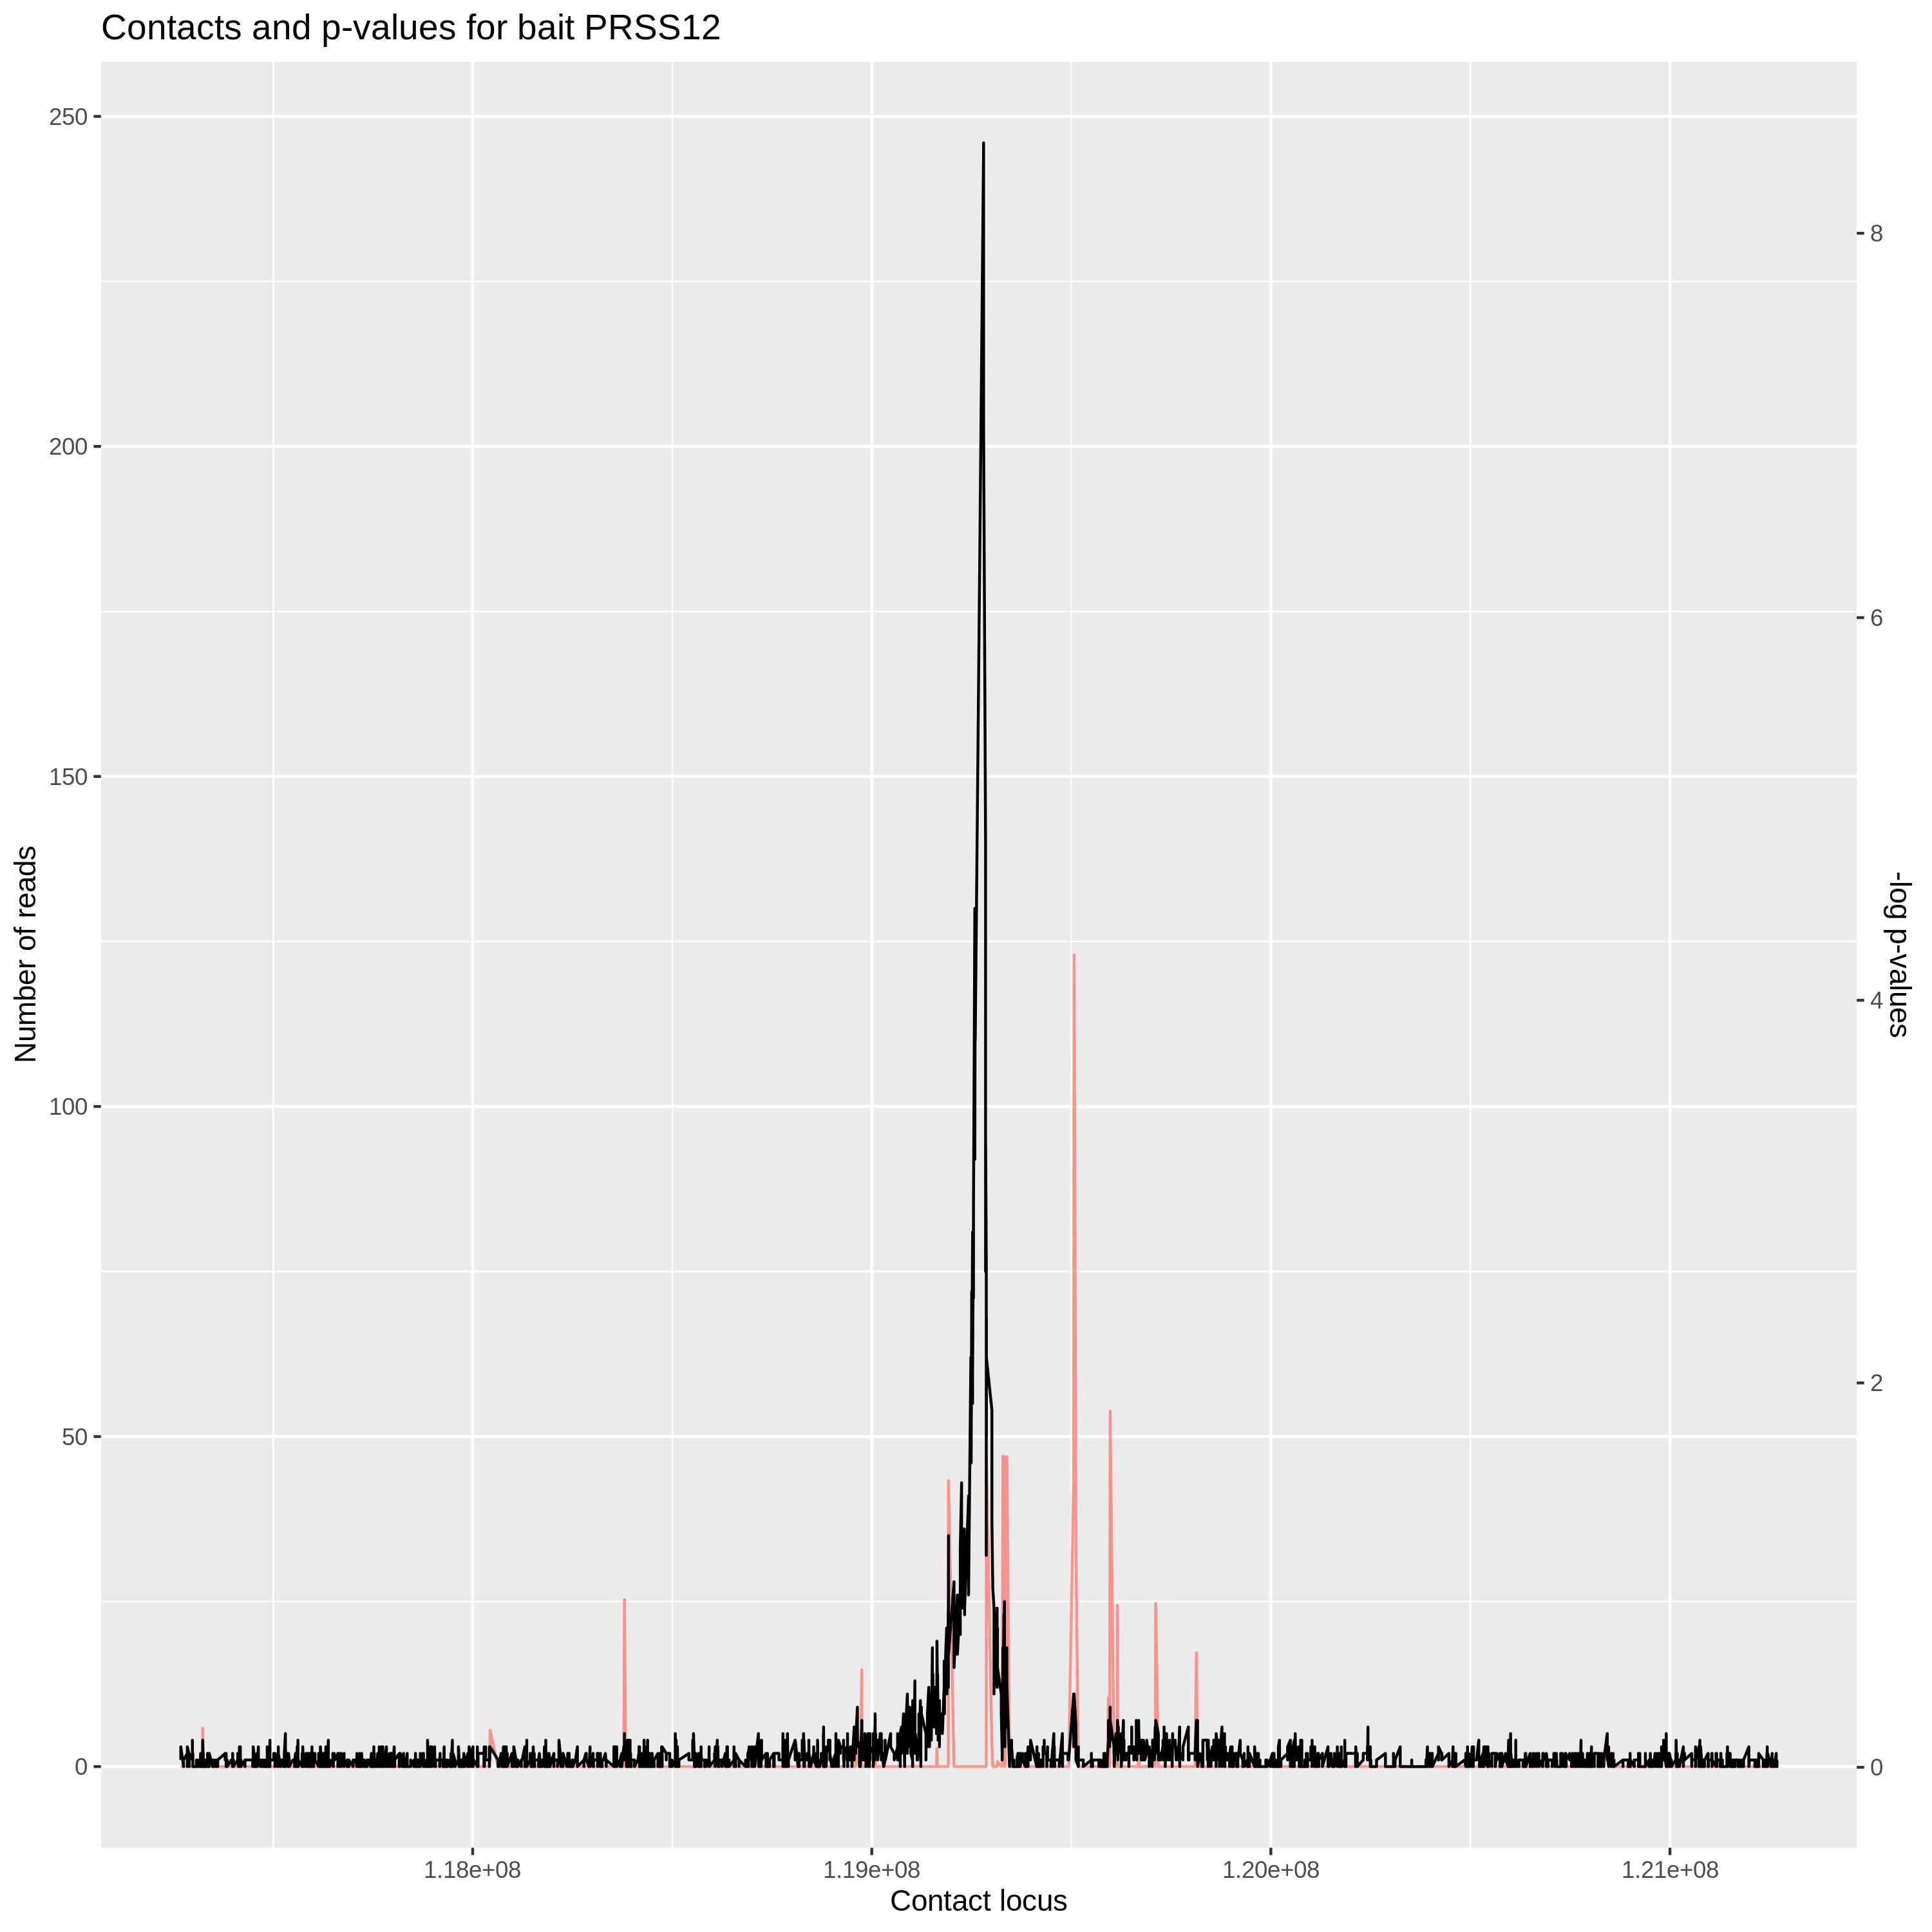 Contacts and p-values for bait PRSS12
250
200
150
100
50
0
Number of reads
8
6
4
2
0
-log p-values
1.18e+08
1.19e+08
1.20e+08
1.21e+08
Contact locus